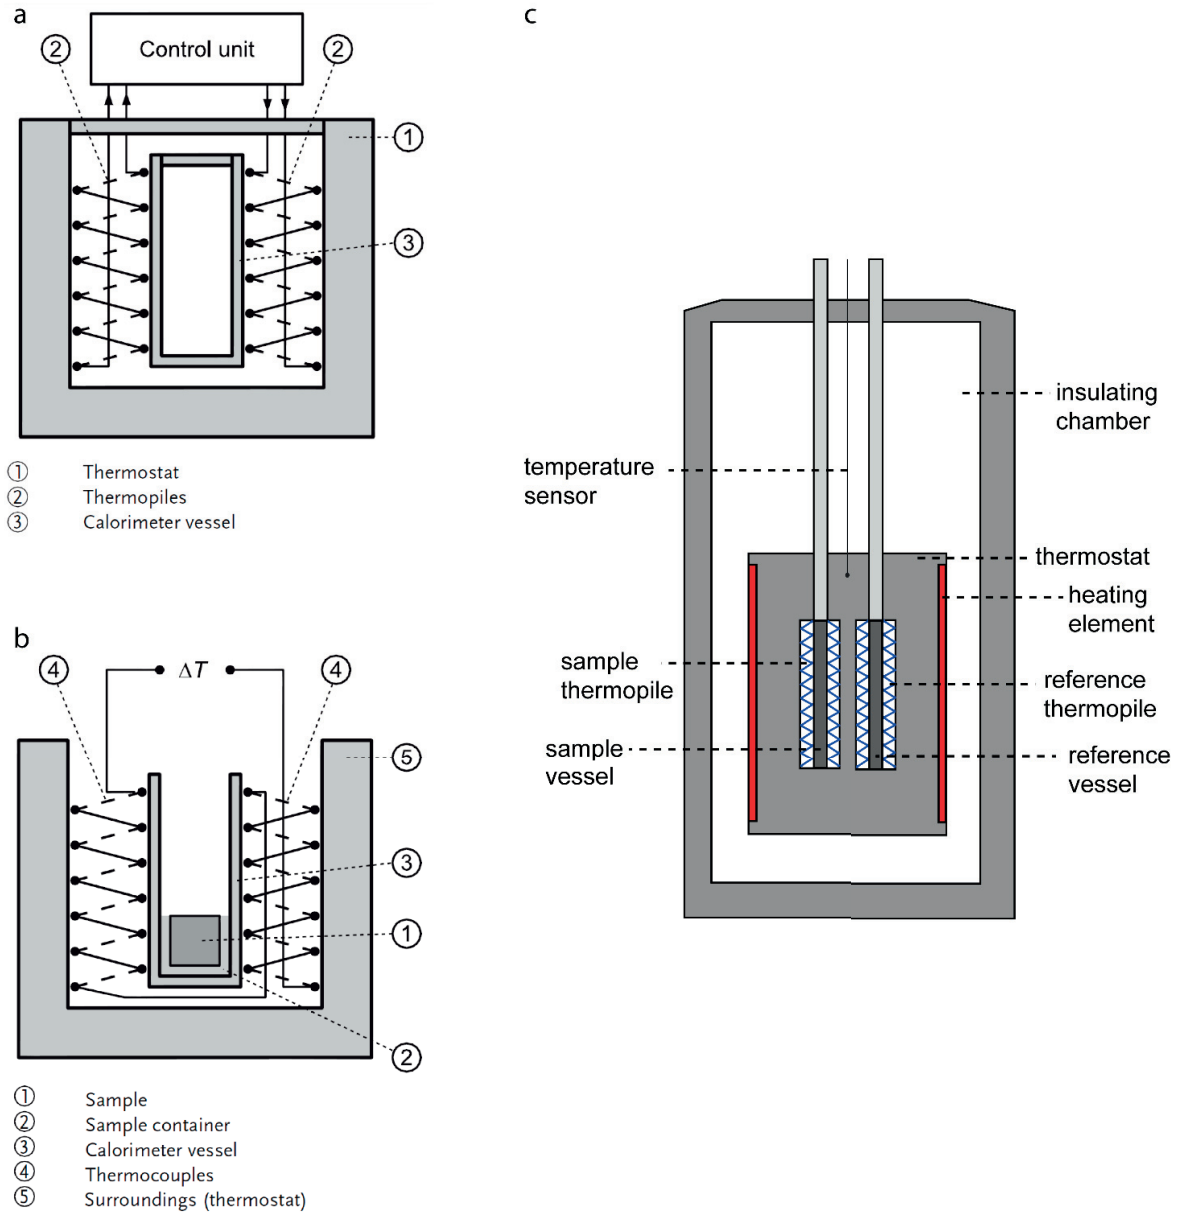 a
Control unit
2
2
1
3
1 Thermostat
2 Thermopiles
3 Calorimeter vessel
b
4
ΔT
4
5
3
1
2
1 Sample
2 Sample container
3 Calorimeter vessel
4 Thermocouples
5 Surroundings (thermostat)
c
insulating
chamber
temperature
sensor
thermostat
heating
element
sample
thermopile
reference
thermopile
sample
vessel
reference
vessel